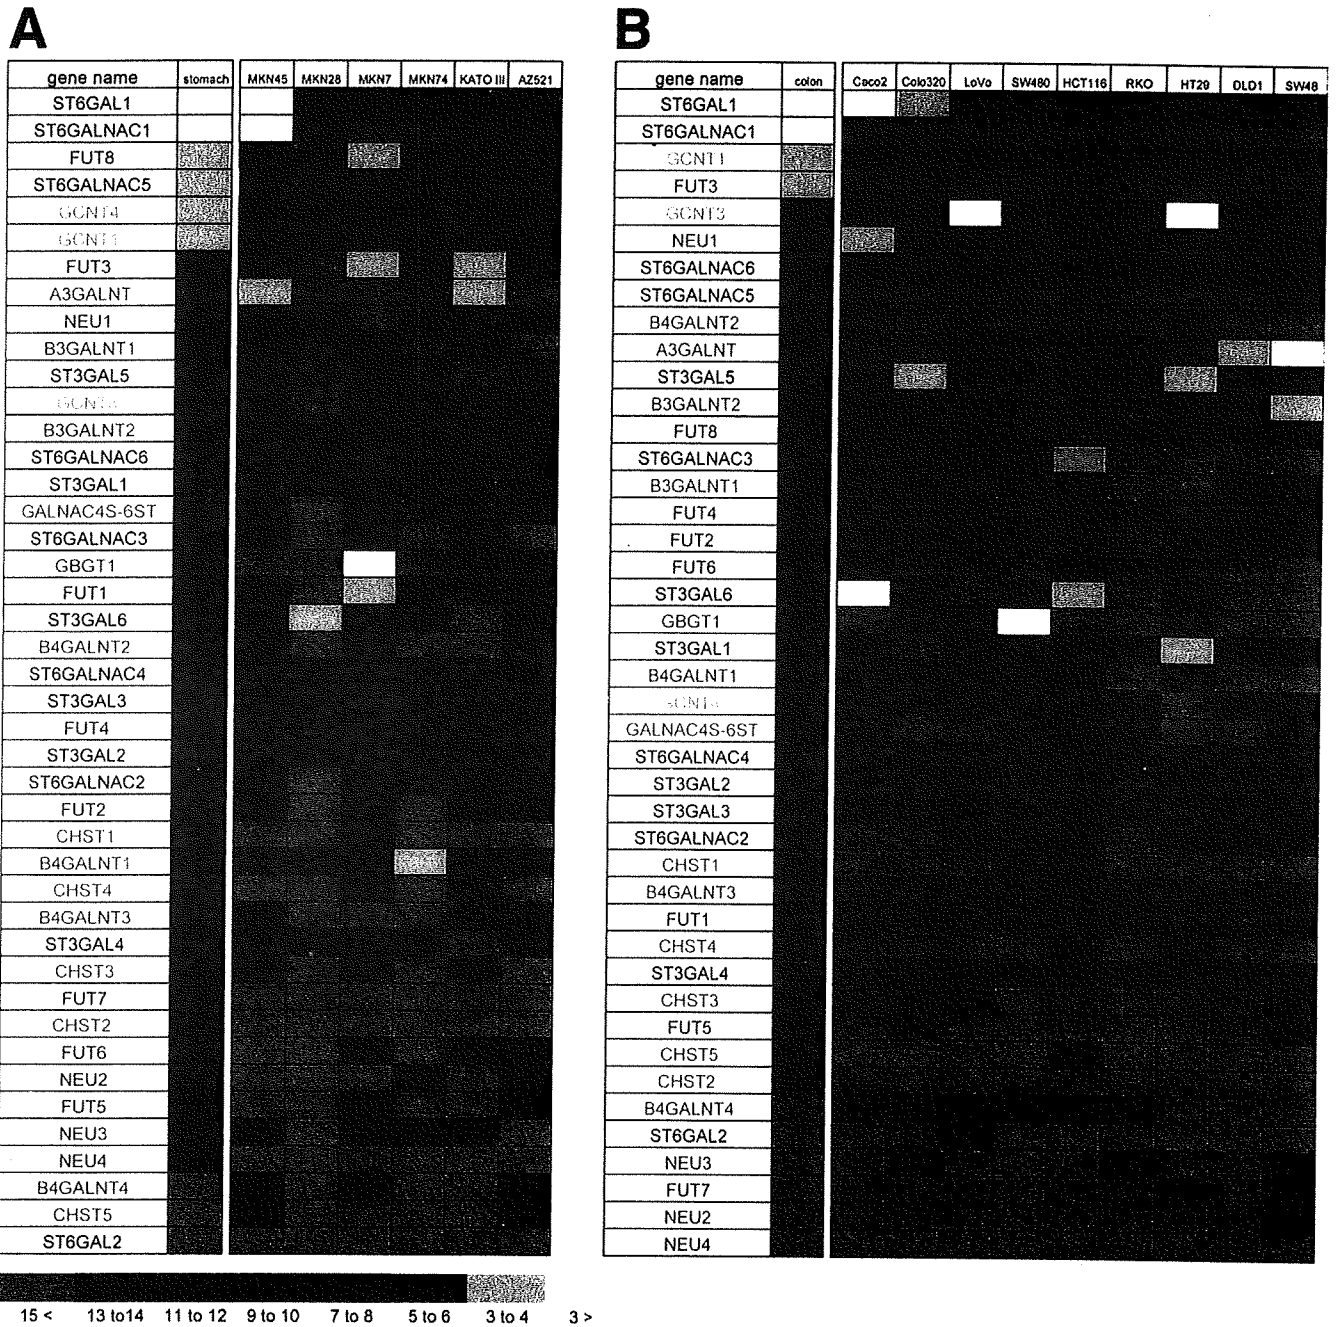 A
gene name stomach MKN45 MKN28 MKN7 MKN74 KATO III AZ521
ST6GAL1
ST6GALNAC1
FUT8
ST6GALNAC5
GCNT4
GCNT1
FUT3
A3GALNT
NEU1
B3GALNT1
ST3GAL5
B3GALNT2
ST6GALNAC6
ST3GAL1
GALNAC4S-6ST
ST6GALNAC3
GBGT1
FUT1
ST3GAL6
B4GALNT2
ST6GALNAC4
ST3GAL3
FUT4
ST3GAL2
ST6GALNAC2
FUT2
CHST1
B4GALNT1
CHST4
B4GALNT3
ST3GAL4
CHST3
FUT7
CHST2
FUT6
NEU2
FUT5
NEU3
NEU4
B4GALNT4
CHST5
ST6GAL2
15 < 13 to14 11 to 12 9 to 10 7 to 8 5 to 6 3 to 4 3 >
B
gene name colon Caco2 Colo320 LoVo SW480 HCT116 RKO HT29 DLD1 SW48
ST6GAL1
ST6GALNAC1
GCNT1
FUT3
GCNT3
NEU1
ST6GALNAC6
ST6GALNAC5
B4GALNT2
A3GALNT
ST3GAL5
B3GALNT2
FUT8
ST6GALNAC3
B3GALNT1
FUT4
FUT2
FUT6
ST3GAL6
GBGT1
ST3GAL1
B4GALNT1
GALNAC4S-6ST
ST6GALNAC4
ST3GAL2
ST3GAL3
ST6GALNAC2
CHST1
B4GALNT3
FUT1
CHST4
ST3GAL4
CHST3
FUT5
CHST5
CHST2
B4GALNT4
ST6GAL2
NEU3
FUT7
NEU2
NEU4